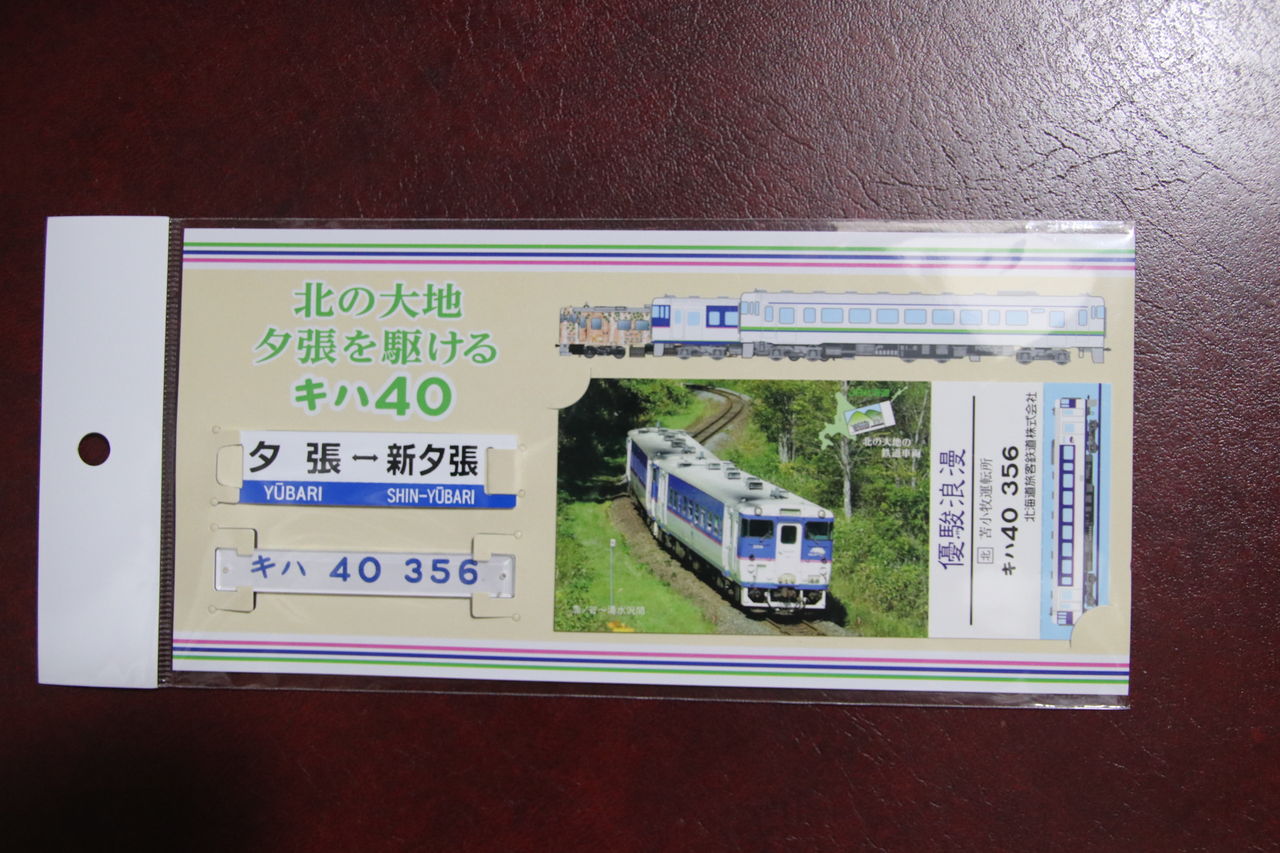 北の大地
夕張を駆ける
キハ40
夕張↔新夕張
YŪBARI
SHIN-YŪBARI
キハ 40 356
北の大地の
鉄道車両
優駿浪漫
北 苫小牧運転所
キハ40 356
北海道旅客鉄道株式会社